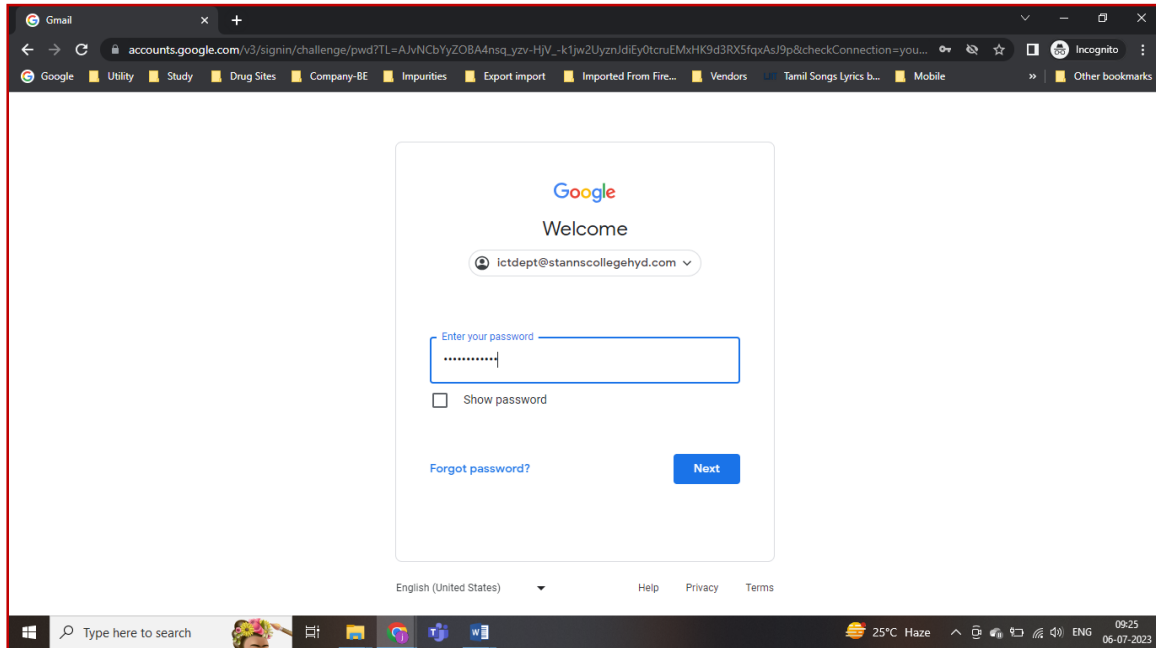 Gmail
accounts.google.com/v3/signin/challenge/pwd?TL=AJvNCbYyZOBA4nsq_yzv-HjV_-k1jw2UyznJdiEy0tcruEMxHK9d3RX5fqxAsJ9p&checkConnection=you... Incognito
Google Utility Study Drug Sites Company-BE Impurities Export import Imported From Fire... Vendors Tamil Songs Lyrics b... Mobile » Other bookmarks
Google
Welcome
ictdept@stannscollegehyd.com
Enter your password
••••••••••••
Show password
Forgot password? Next
English (United States) Help Privacy Terms
Type here to search 25°C Haze ENG 09:25
06-07-2023